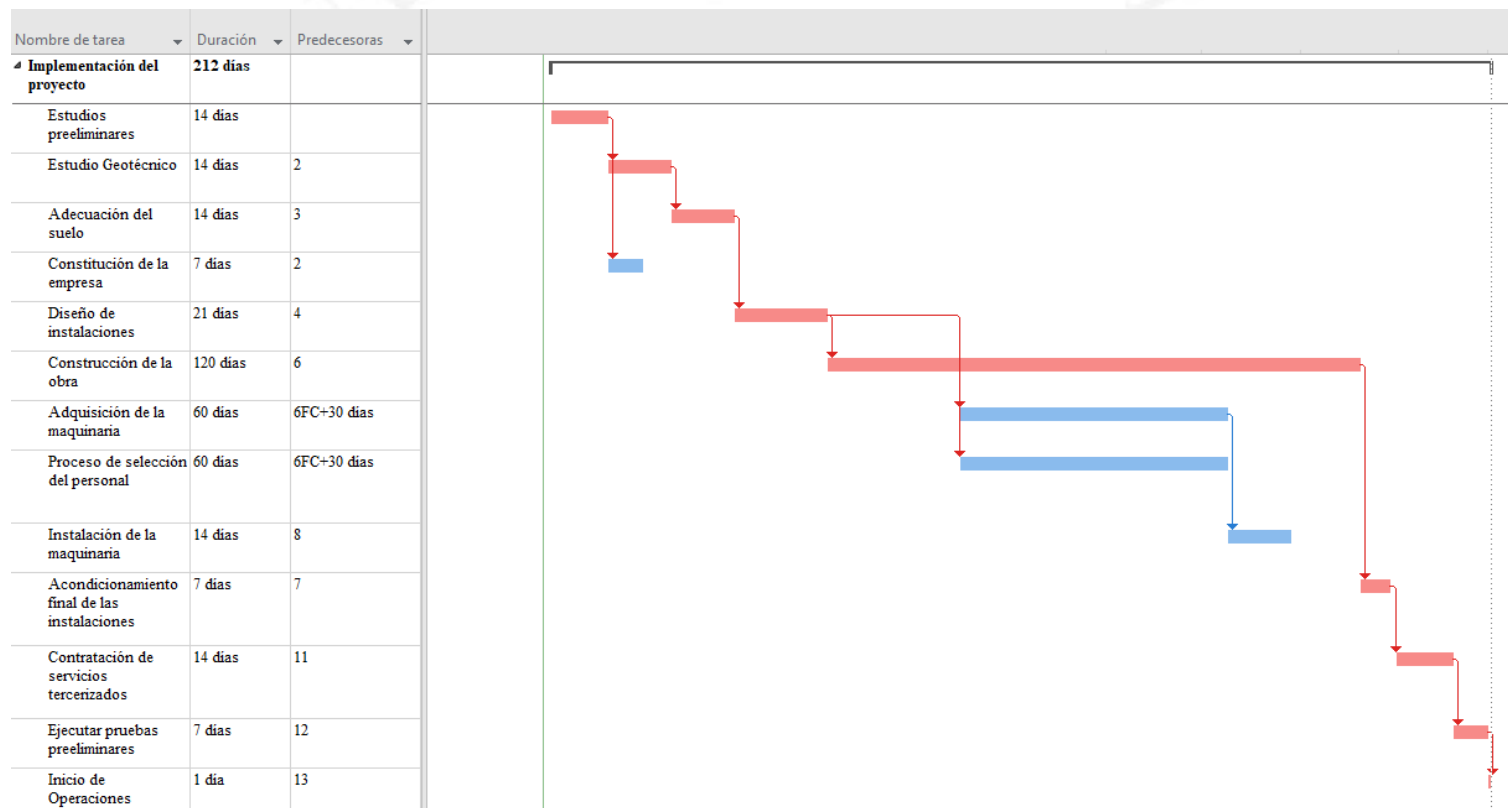 Nombre de tarea Duración Predecesoras
Implementación del 212 días
proyecto
Estudios 14 días
preeliminares
Estudio Geotécnico 14 días 2
Adecuación del 14 días 3
suelo
Constitución de la 7 días 2
empresa
Diseño de 21 días 4
instalaciones
Construcción de la 120 días 6
obra
Adquisición de la 60 días 6FC+30 días
maquinaria
Proceso de selección 60 días 6FC+30 días
del personal
Instalación de la 14 días 8
maquinaria
Acondicionamiento 7 días 7
final de las
instalaciones
Contratación de 14 días 11
servicios
tercerizados
Ejecutar pruebas 7 días 12
preeliminares
Inicio de 1 día 13
Operaciones